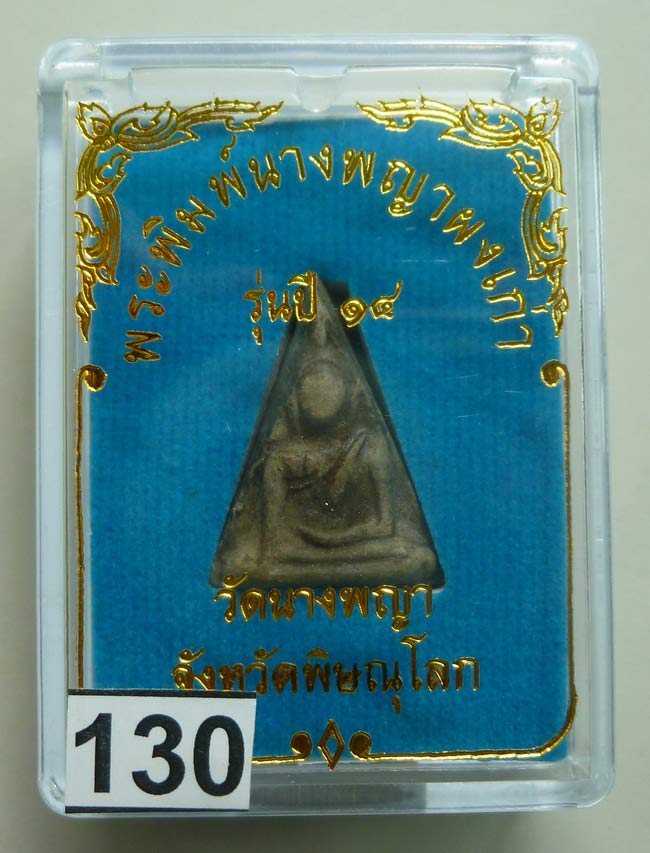 พระพิมพ์นางพญาผงเก่า
รุ่นปี ๑๔
วัดนางพญา
จังหวัดพิษณุโลก
130